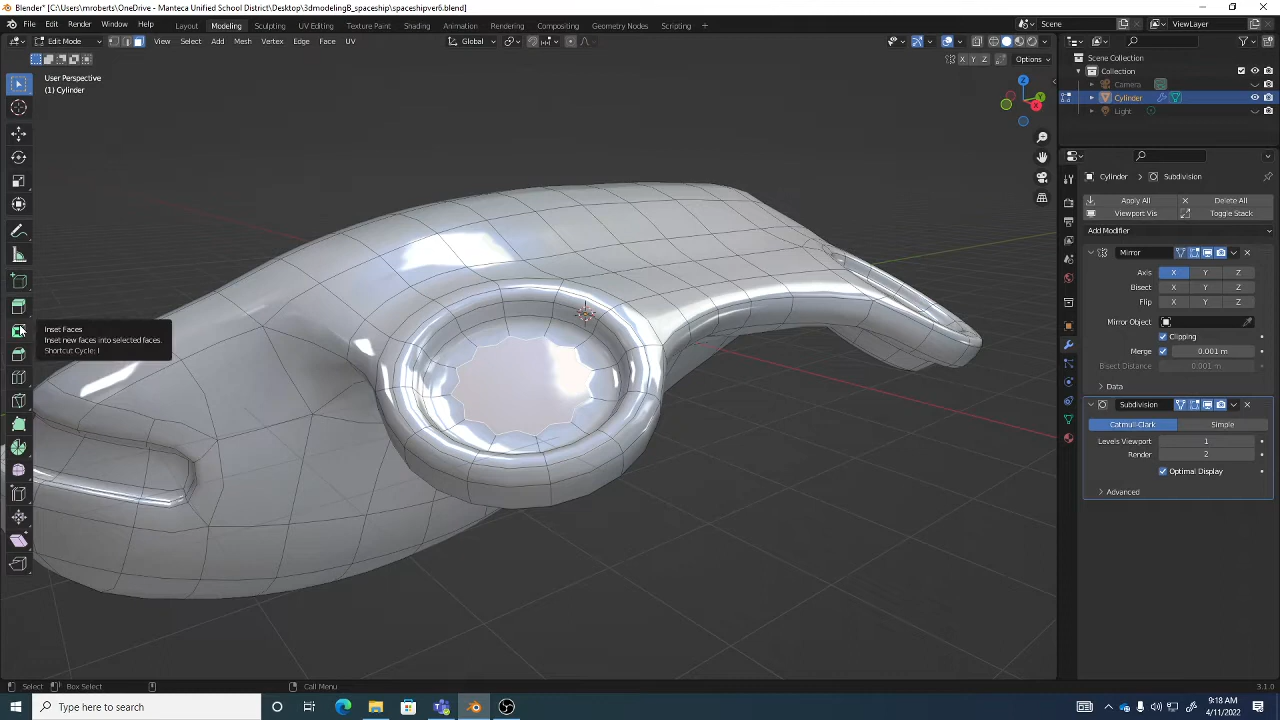 Blender* [C:\Users\mroberts\OneDrive - Manteca Unified School District\Desktop\3dmodelingB_spaceship\spaceshipver6.blend]
File Edit Render Window Help Layout Modeling Sculpting UV Editing Texture Paint Shading Animation Rendering Compositing Geometry Nodes Scripting + Scene ViewLayer
Edit Mode View Select Add Mesh Vertex Edge Face UV Global
X Y Z Options
User Perspective
(1) Cylinder
Z
Y
X
Inset Faces
Inset new faces into selected faces.
Shortcut Cycle: I
Scene Collection
Collection
Camera
Cylinder
Light
Cylinder > Subdivision
Apply All Delete All
Viewport Vis Toggle Stack
Add Modifier
Mirror
Axis X Y Z
Bisect X Y Z
Flip X Y Z
Mirror Object
Clipping
Merge 0.001 m
Bisect Distance 0.001 m
Data
Subdivision
Catmull-Clark Simple
Levels Viewport 1
Render 2
Optimal Display
Advanced
Select Box Select Call Menu 3.1.0
Type here to search
9:18 AM
4/11/2022